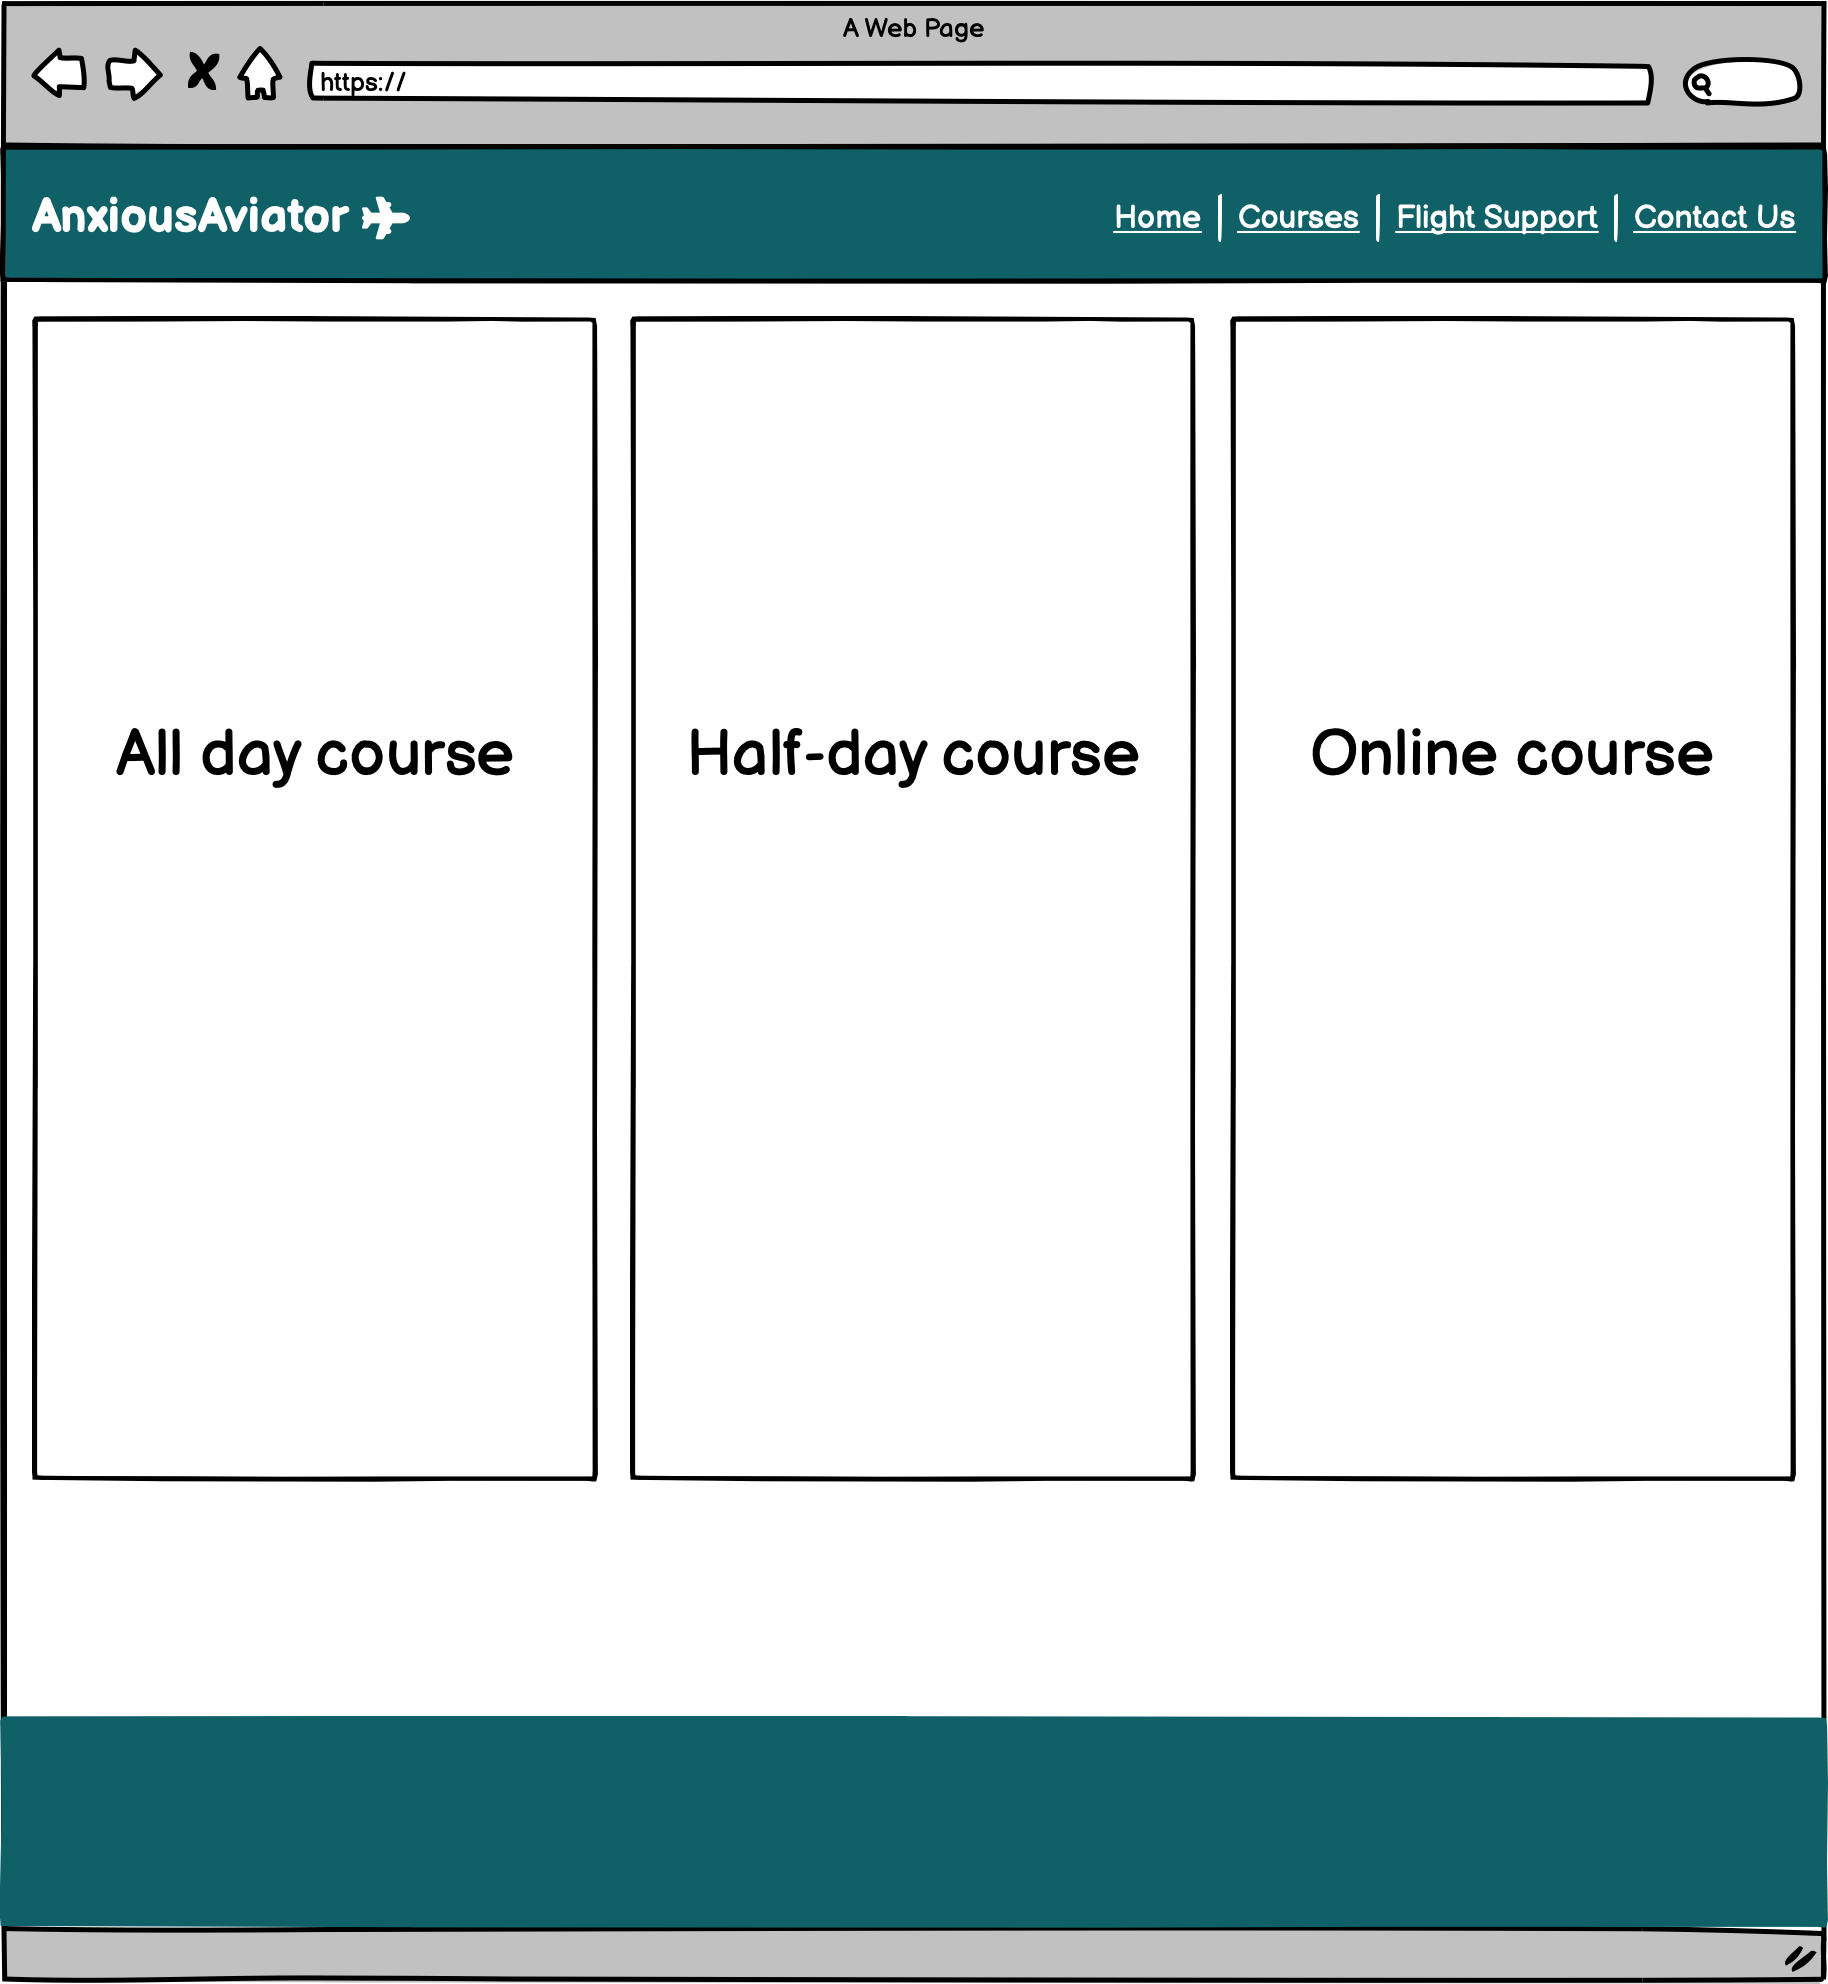 A Web Page
https://
AnxiousAviator
Home | Courses | Flight Support | Contact Us
All day course
Half-day course
Online course